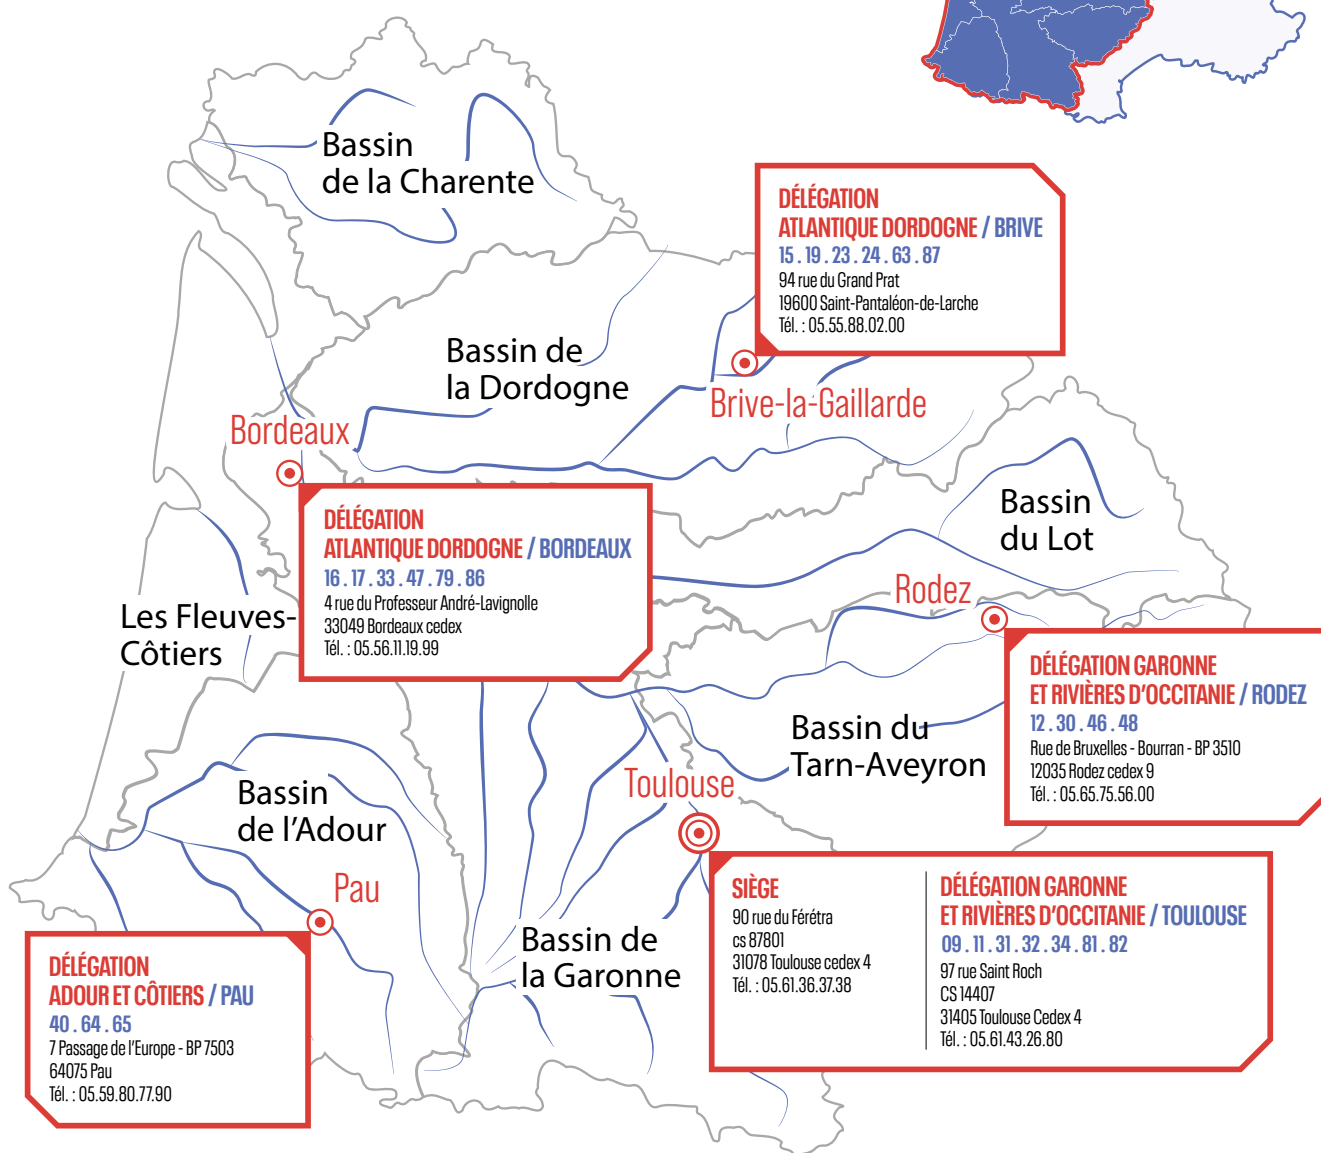 Bassin
de la Charente
DÉLÉGATION
ATLANTIQUE DORDOGNE / BRIVE
15 . 19 . 23 . 24 . 63 . 87
94 rue du Grand Prat
19600 Saint-Pantaléon-de-Larche
Tél. : 05.55.88.02.00
Bassin de
la Dordogne
Brive-la-Gaillarde
Bordeaux
Bassin
du Lot
DÉLÉGATION
ATLANTIQUE DORDOGNE / BORDEAUX
16 . 17 . 33 . 47 . 79 . 86
4 rue du Professeur André-Lavignolle
33049 Bordeaux cedex
Tél. : 05.56.11.19.99
Les Fleuves-
Côtiers
Rodez
DÉLÉGATION GARONNE
ET RIVIÈRES D'OCCITANIE / RODEZ
12 . 30 . 46 . 48
Rue de Bruxelles - Bourran - BP 3510
12035 Rodez cedex 9
Tél. : 05.65.75.56.00
Bassin du
Tarn-Aveyron
Toulouse
Bassin
de l'Adour
Pau
SIÈGE
90 rue du Férétra
cs 87801
31078 Toulouse cedex 4
Tél. : 05.61.36.37.38
DÉLÉGATION GARONNE
ET RIVIÈRES D'OCCITANIE / TOULOUSE
09 . 11 . 31 . 32 . 34 . 81 . 82
97 rue Saint Roch
CS 14407
31405 Toulouse Cedex 4
Tél. : 05.61.43.26.80
Bassin de
la Garonne
DÉLÉGATION
ADOUR ET CÔTIERS / PAU
40 . 64 . 65
7 Passage de l'Europe - BP 7503
64075 Pau
Tél. : 05.59.80.77.90